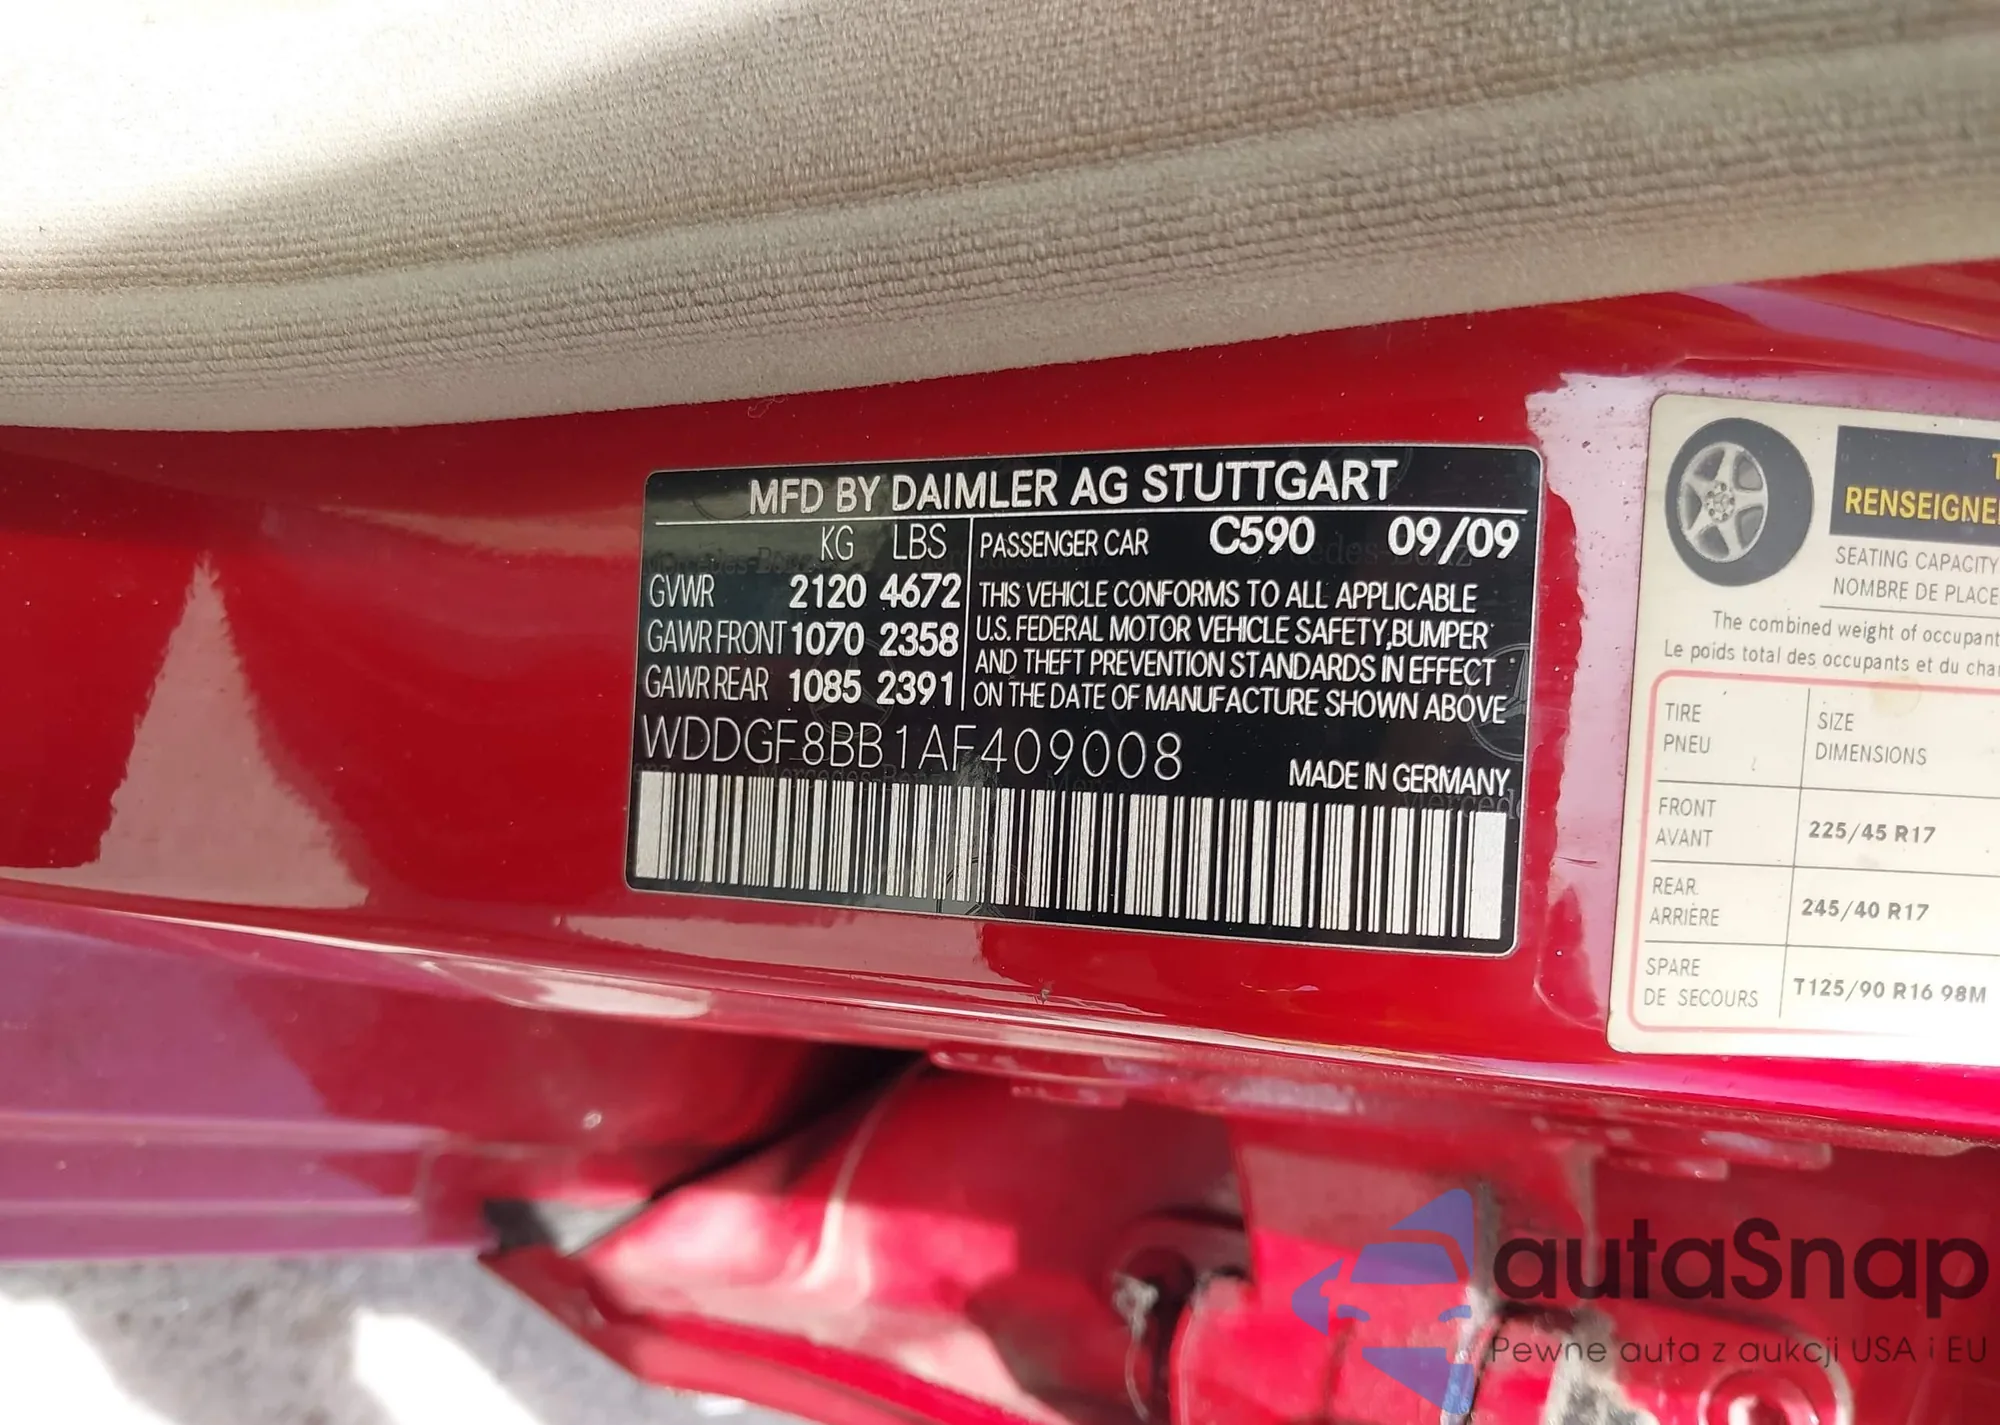 MFD BY DAIMLER AG STUTTGART
KG LBS
GVWR 2120 4672
GAWR FRONT 1070 2358
GAWR REAR 1085 2391
PASSENGER CAR C590 09/09
THIS VEHICLE CONFORMS TO ALL APPLICABLE
U.S. FEDERAL MOTOR VEHICLE SAFETY,BUMPER
AND THEFT PREVENTION STANDARDS IN EFFECT
ON THE DATE OF MANUFACTURE SHOWN ABOVE
WDDGF8BB1AF409008
MADE IN GERMANY
SEATING CAPACITY
NOMBRE DE PLACE
The combined weight of occupant
Le poids total des occupants et du
TIRE
PNEU
SIZE
DIMENSIONS
FRONT
AVANT
225/45 R17
REAR
ARRIÈRE
245/40 R17
SPARE
DE SECOURS
T125/90 R16 98M
autaSnap
Pewne auta z aukcji USA i EU